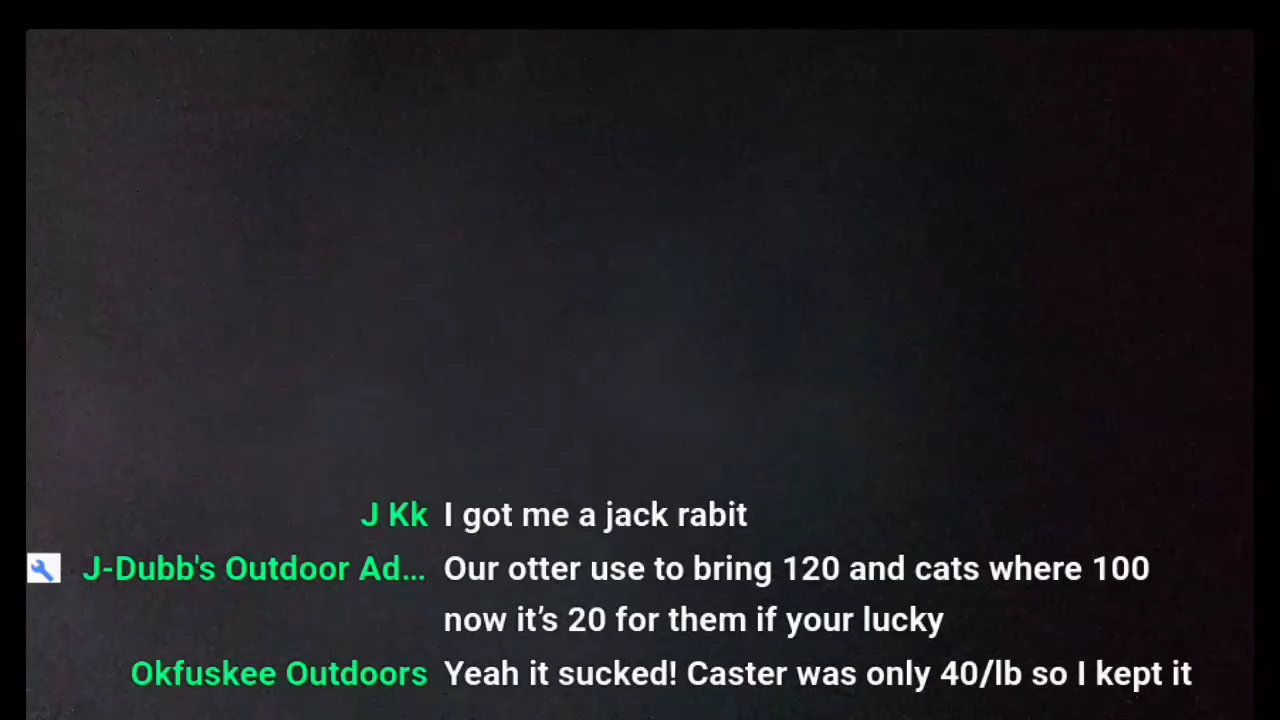 J Kk I got me a jack rabit
J-Dubb's Outdoor Ad... Our otter use to bring 120 and cats where 100
now it’s 20 for them if your lucky
Okfuskee Outdoors Yeah it sucked! Caster was only 40/lb so I kept it